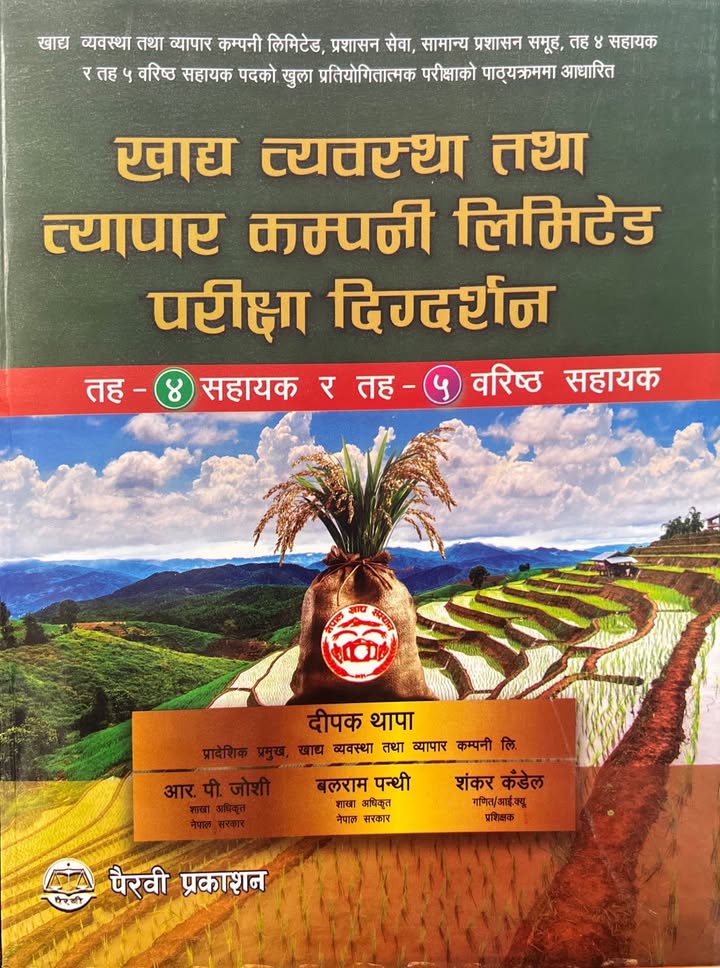 खाद्य व्यवस्था तथा व्यापार कम्पनी लिमिटेड, प्रशासन सेवा, सामान्य प्रशासन समूह, तह ४ सहायक
र तह ५ वरिष्ठ सहायक पदको खुला प्रतियोगितात्मक परीक्षाको पाठ्यक्रममा आधारित
खाद्य व्यवस्था तथा
व्यापार कम्पनी लिमिटेड
परीक्षा दिग्दर्शन
तह - ४ सहायक र तह - ५ वरिष्ठ सहायक
दीपक थापा
प्रादेशिक प्रमुख, खाद्य व्यवस्था तथा व्यापार कम्पनी लि.
आर. पी. जोशी बलराम पन्थी शंकर कँडेल
शाखा अधिकृत शाखा अधिकृत गणित/आई.क्यू
नेपाल सरकार नेपाल सरकार प्रशिक्षक
पैरवी
पैरवी प्रकाशन